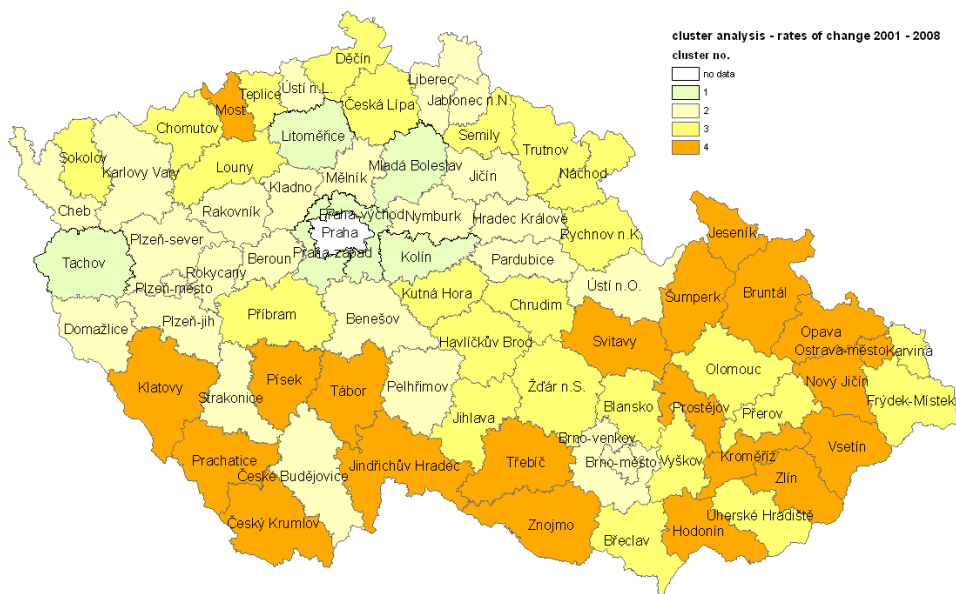 cluster analysis - rates of change 2001 - 2008
cluster no.
no data
1
2
3
4
Děčín
Liberec
Ústí n.L.
Teplice
Jablonec n.N.
Česká Lípa
Most
Chomutov
Litoměřice
Semily
Trutnov
Sokolov
Karlovy Vary
Louny
Mladá Boleslav
Náchod
Mělník
Jičín
Kladno
Cheb
Rakovník
Praha-východ
Nymburk
Hradec Králové
Praha
Rychnov n.K.
Jeseník
Plzeň-sever
Praha-západ
Tachov
Beroun
Kolín
Pardubice
Rokycany
Ústí n.O.
Šumperk
Bruntál
Plzeň-město
Kutná Hora
Chrudim
Příbram
Benešov
Plzeň-jih
Domažlice
Opava
Svitavy
Havlíčkův Brod
Ostrava-město
Karviná
Olomouc
Klatovy
Písek
Tábor
Nový Jičín
Strakonice
Pelhřimov
Žďár n.S.
Frýdek-Místek
Blansko
Prostějov
Přerov
Jihlava
Brno-venkov
Vsetín
Kroměříž
Prachatice
Jindřichův Hradec
Třebíč
Brno-město
Vyškov
České Budějovice
Zlín
Uherské Hradiště
Český Krumlov
Znojmo
Hodonín
Břeclav